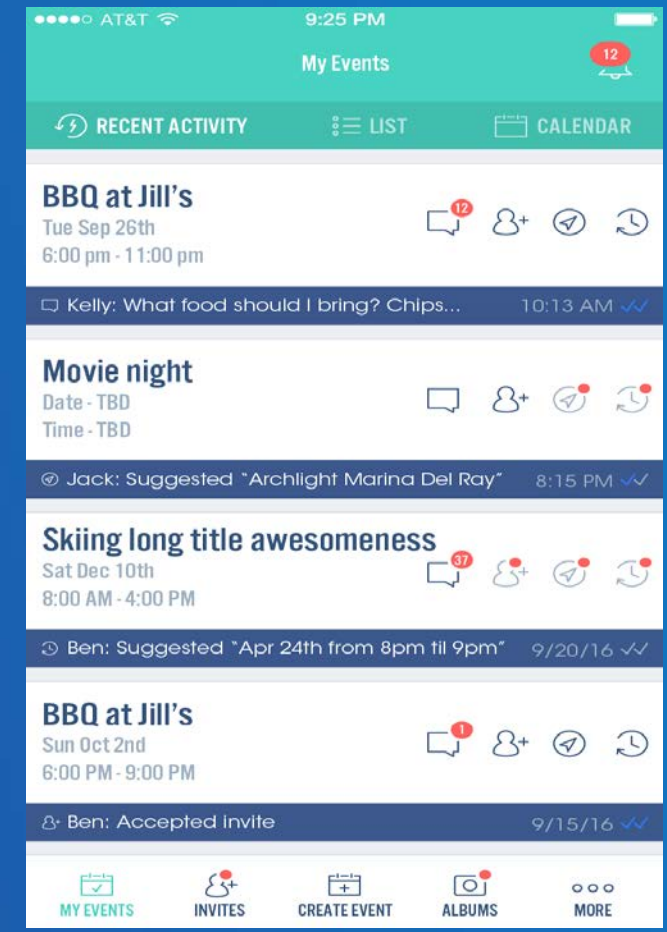 AT&T 9:25 PM
My Events 12
RECENT ACTIVITY LIST CALENDAR
BBQ at Jill's
12
Tue Sep 26th
6:00 pm - 11:00 pm
Kelly: What food should I bring? Chips... 10:13 AM
Movie night
Date - TBD
Time - TBD
Jack: Suggested "Archlight Marina Del Ray" 8:15 PM
Skiing long title awesomeness
37
Sat Dec 10th
8:00 AM - 4:00 PM
Ben: Suggested "Apr 24th from 8pm til 9pm" 9/20/16
BBQ at Jill's
1
Sun Oct 2nd
6:00 PM - 9:00 PM
Ben: Accepted invite 9/15/16
MY EVENTS INVITES CREATE EVENT ALBUMS MORE